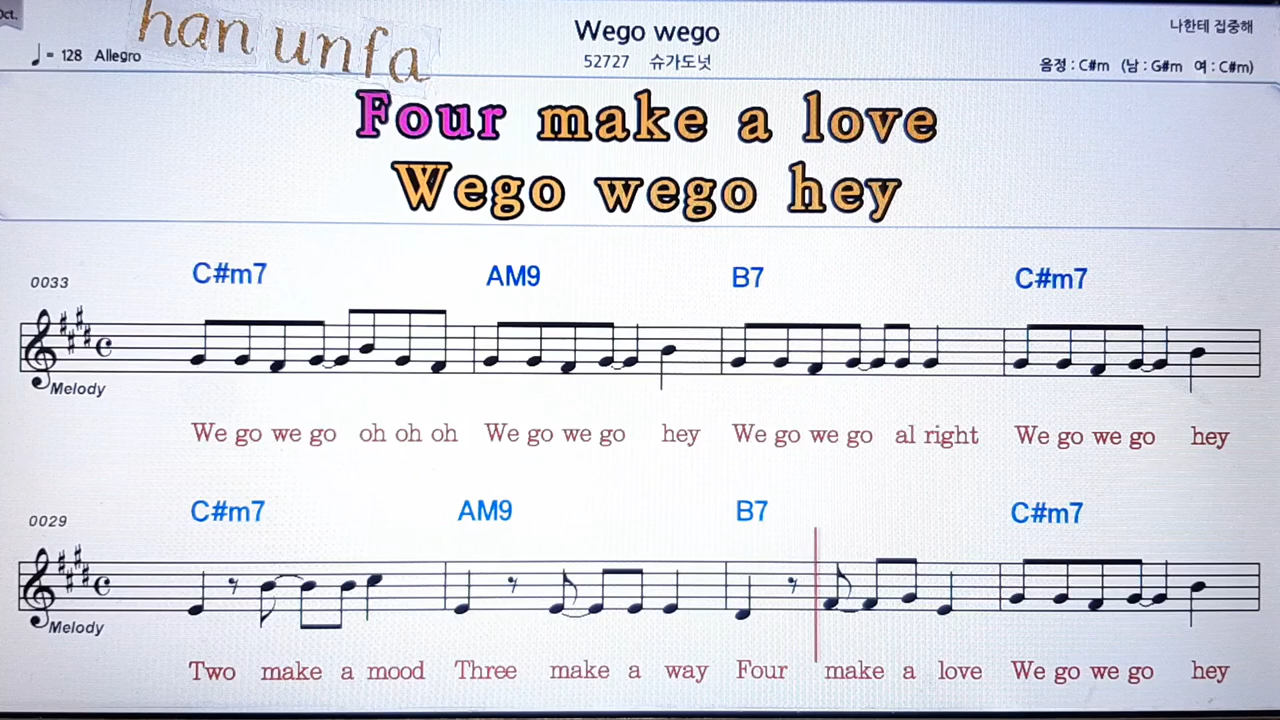 Oct.
han unfa
Wego wego
나한테 집중해
♩ = 128 Allegro
52727 슈가도넛
음정 : C#m (남 : G#m 여 : C#m)
Four make a love
Wego wego hey
0033
C#m7 AM9 B7 C#m7
Melody
We go we go oh oh oh We go we go hey We go we go al right We go we go hey
0029
C#m7 AM9 B7 C#m7
Melody
Two make a mood Three make a way Four make a love We go we go hey